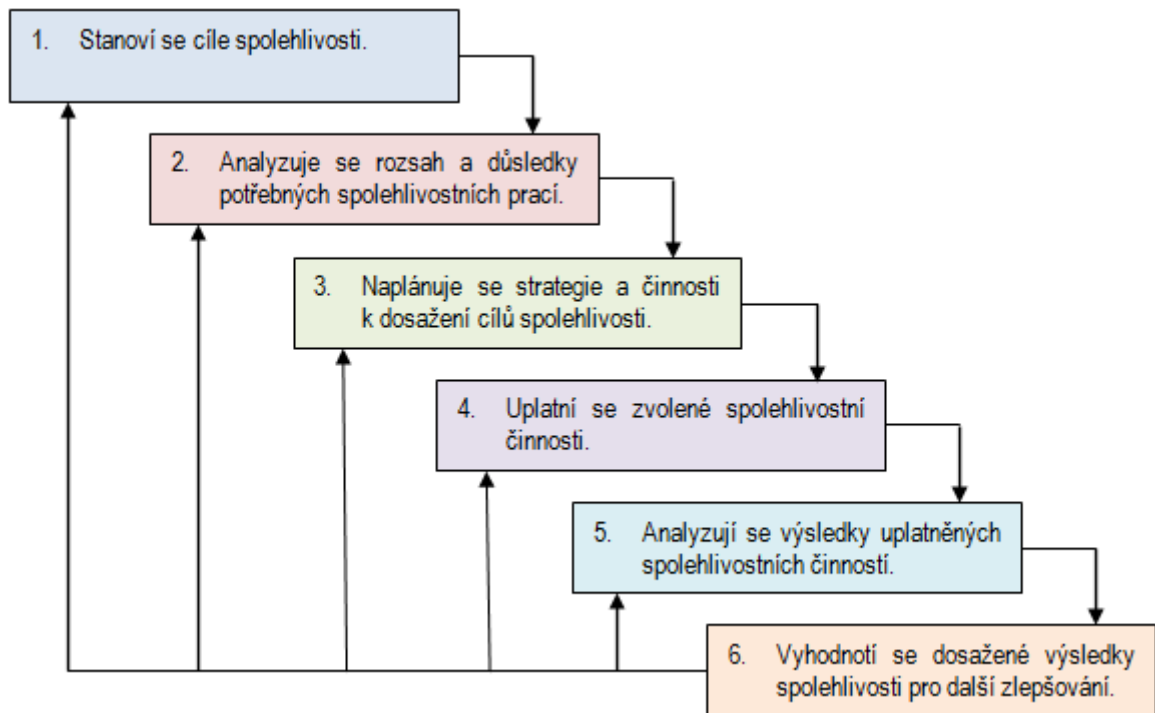 1. Stanoví se cíle spolehlivosti.
2. Analyzuje se rozsah a důsledky
potřebných spolehlivostních prací.
3. Naplánuje se strategie a činnosti
k dosažení cílů spolehlivosti.
4. Uplatní se zvolené spolehlivostní
činnosti.
5. Analyzují se výsledky uplatněných
spolehlivostních činností.
6. Vyhodnotí se dosažené výsledky
spolehlivosti pro další zlepšování.